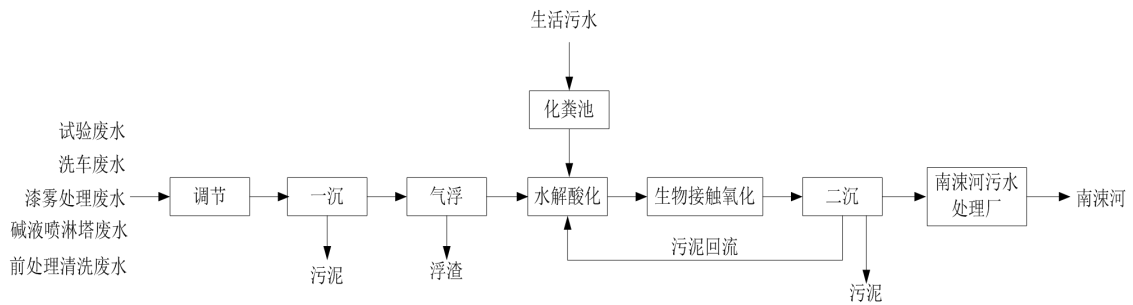 生活污水
化粪池
试验废水
洗车废水
漆雾处理废水
碱液喷淋塔废水
前处理清洗废水
调节
一沉
气浮
水解酸化
生物接触氧化
二沉
南涑河污水
处理厂
南涑河
污泥回流
污泥
浮渣
污泥